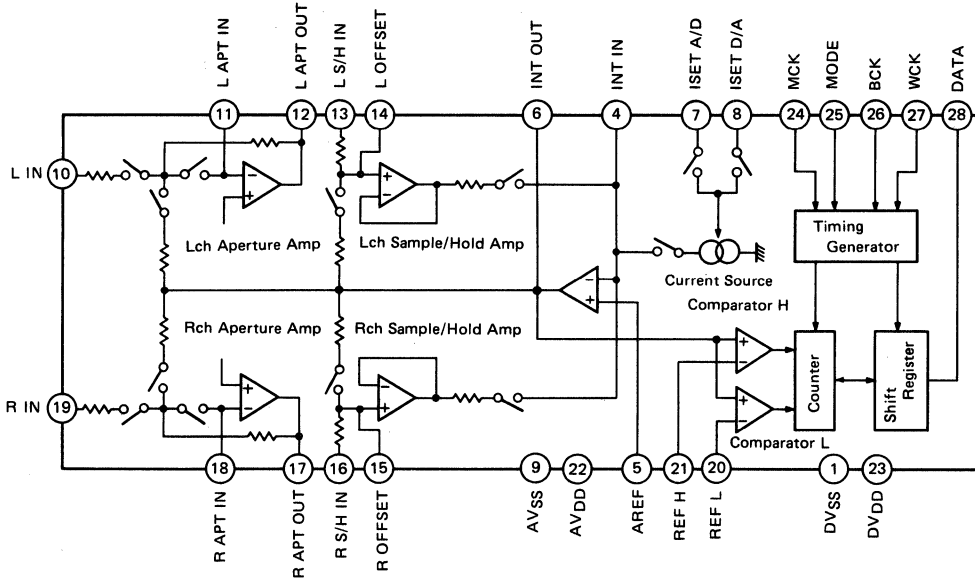 L APT IN
L APT OUT
L S/H IN
L OFFSET
INT OUT
INT IN
ISET A/D
ISET D/A
MCK
MODE
BCK
WCK
DATA
11
12
13
14
6
4
7
8
24
25
26
27
28
L IN
10
-
+
+
-
Lch Aperture Amp
Lch Sample/Hold Amp
Timing
Generator
Current Source
-
+
Comparator H
Rch Aperture Amp
Rch Sample/Hold Amp
+
-
-
+
+
-
+
-
Counter
Shift
Register
Comparator L
R IN
19
18
17
16
15
9
22
5
21
20
1
23
R APT IN
R APT OUT
R S/H IN
R OFFSET
AVSS
AVDD
AREF
REF H
REF L
DVSS
DVDD